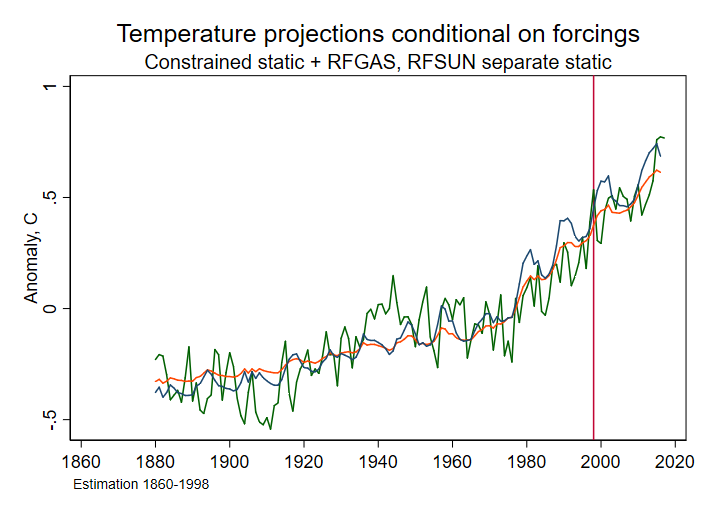 Temperature projections conditional on forcings
Constrained static + RFGAS, RFSUN separate static
Anomaly, C
1
.5
0
-.5
1860 1880 1900 1920 1940 1960 1980 2000 2020
Estimation 1860-1998